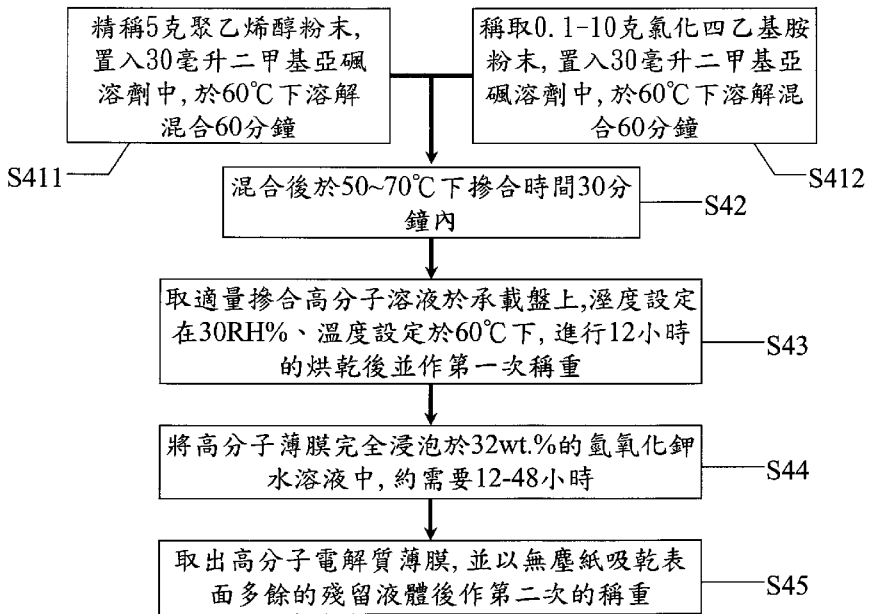 精稱5克聚乙烯醇粉末,
置入30毫升二甲基亞碸
溶劑中,於60℃下溶解
混合60分鐘
稱取0.1-10克氯化四乙基胺
粉末,置入30毫升二甲基亞
碸溶劑中,於60℃下溶解混
合60分鐘
S411
S412
混合後於50~70℃下摻合時間30分
鐘內
S42
取適量摻合高分子溶液於承載盤上,溼度設定
在30RH%、溫度設定於60℃下,進行12小時
的烘乾後並作第一次稱重
S43
將高分子薄膜完全浸泡於32wt.%的氫氧化鉀
水溶液中,約需要12-48小時
S44
取出高分子電解質薄膜,並以無塵紙吸乾表
面多餘的殘留液體後作第二次的稱重
S45